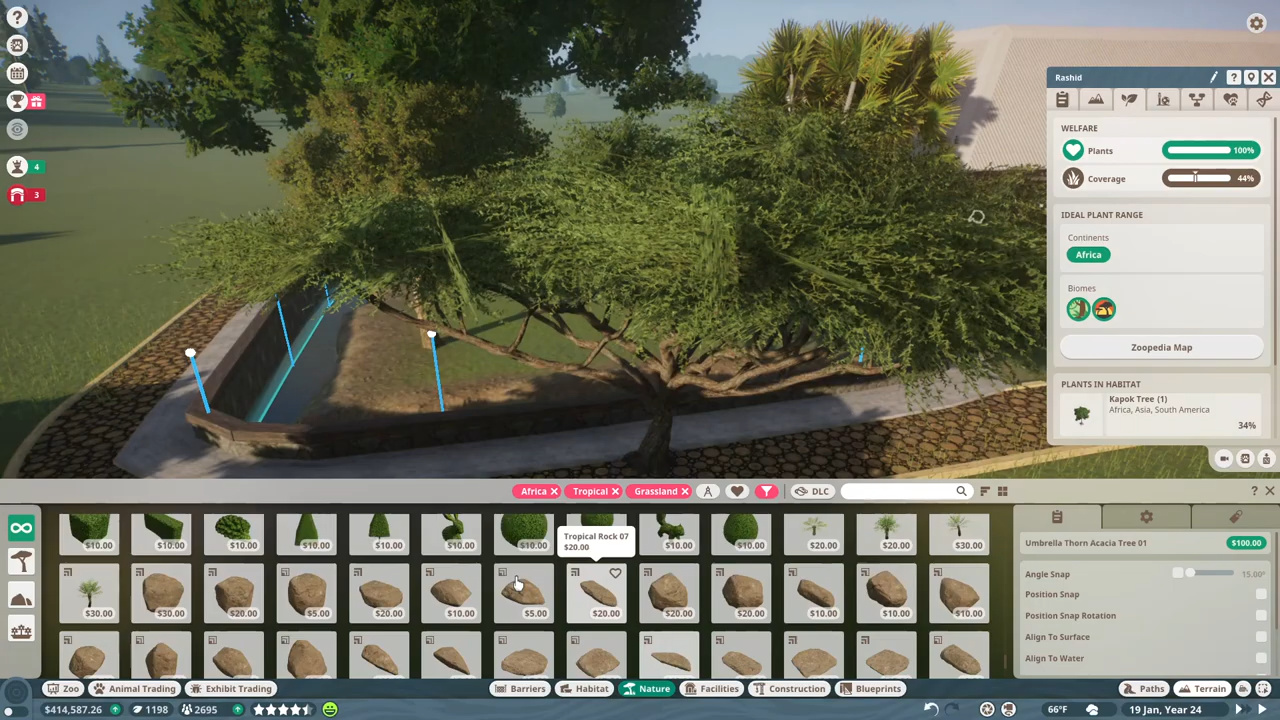 ?
Rashid
?
WELFARE
Plants 100%
Coverage 44%
IDEAL PLANT RANGE
Continents
Africa
Biomes
Zoopedia Map
PLANTS IN HABITAT
Kapok Tree (1)
Africa, Asia, South America
34%
4
3
Africa Tropical Grassland DLC
?
$10.00 $10.00 $10.00 $10.00 $10.00 $10.00 $10.00 $10.00 $10.00 $20.00 $20.00 $30.00
Tropical Rock 07
$20.00
$30.00 $30.00 $20.00 $5.00 $20.00 $10.00 $5.00 $20.00 $20.00 $20.00 $10.00 $10.00 $10.00
Umbrella Thorn Acacia Tree 01 $100.00
Angle Snap 15.00°
Position Snap
Position Snap Rotation
Align To Surface
Align To Water
Zoo Animal Trading Exhibit Trading Barriers Habitat Nature Facilities Construction Blueprints Paths Terrain
$414,587.26 1198 2695 66°F 19 Jan, Year 24